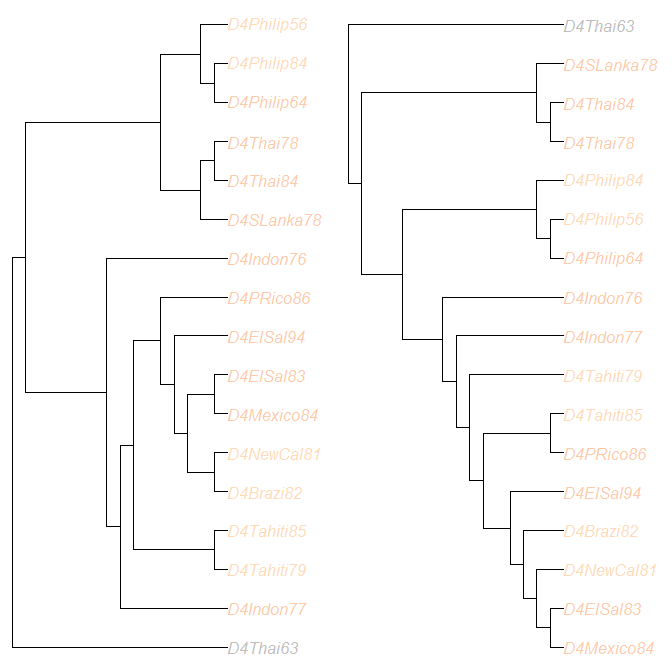 D4Philip56
D4Philip84
D4Philip64
D4Thai78
D4Thai84
D4SLanka78
D4Indon76
D4PRico86
D4ElSal94
D4ElSal83
D4Mexico84
D4NewCal81
D4Brazi82
D4Tahiti85
D4Tahiti79
D4Indon77
D4Thai63
D4Thai63
D4SLanka78
D4Thai84
D4Thai78
D4Philip84
D4Philip56
D4Philip64
D4Indon76
D4Indon77
D4Tahiti79
D4Tahiti85
D4PRico86
D4ElSal94
D4Brazi82
D4NewCal81
D4ElSal83
D4Mexico84